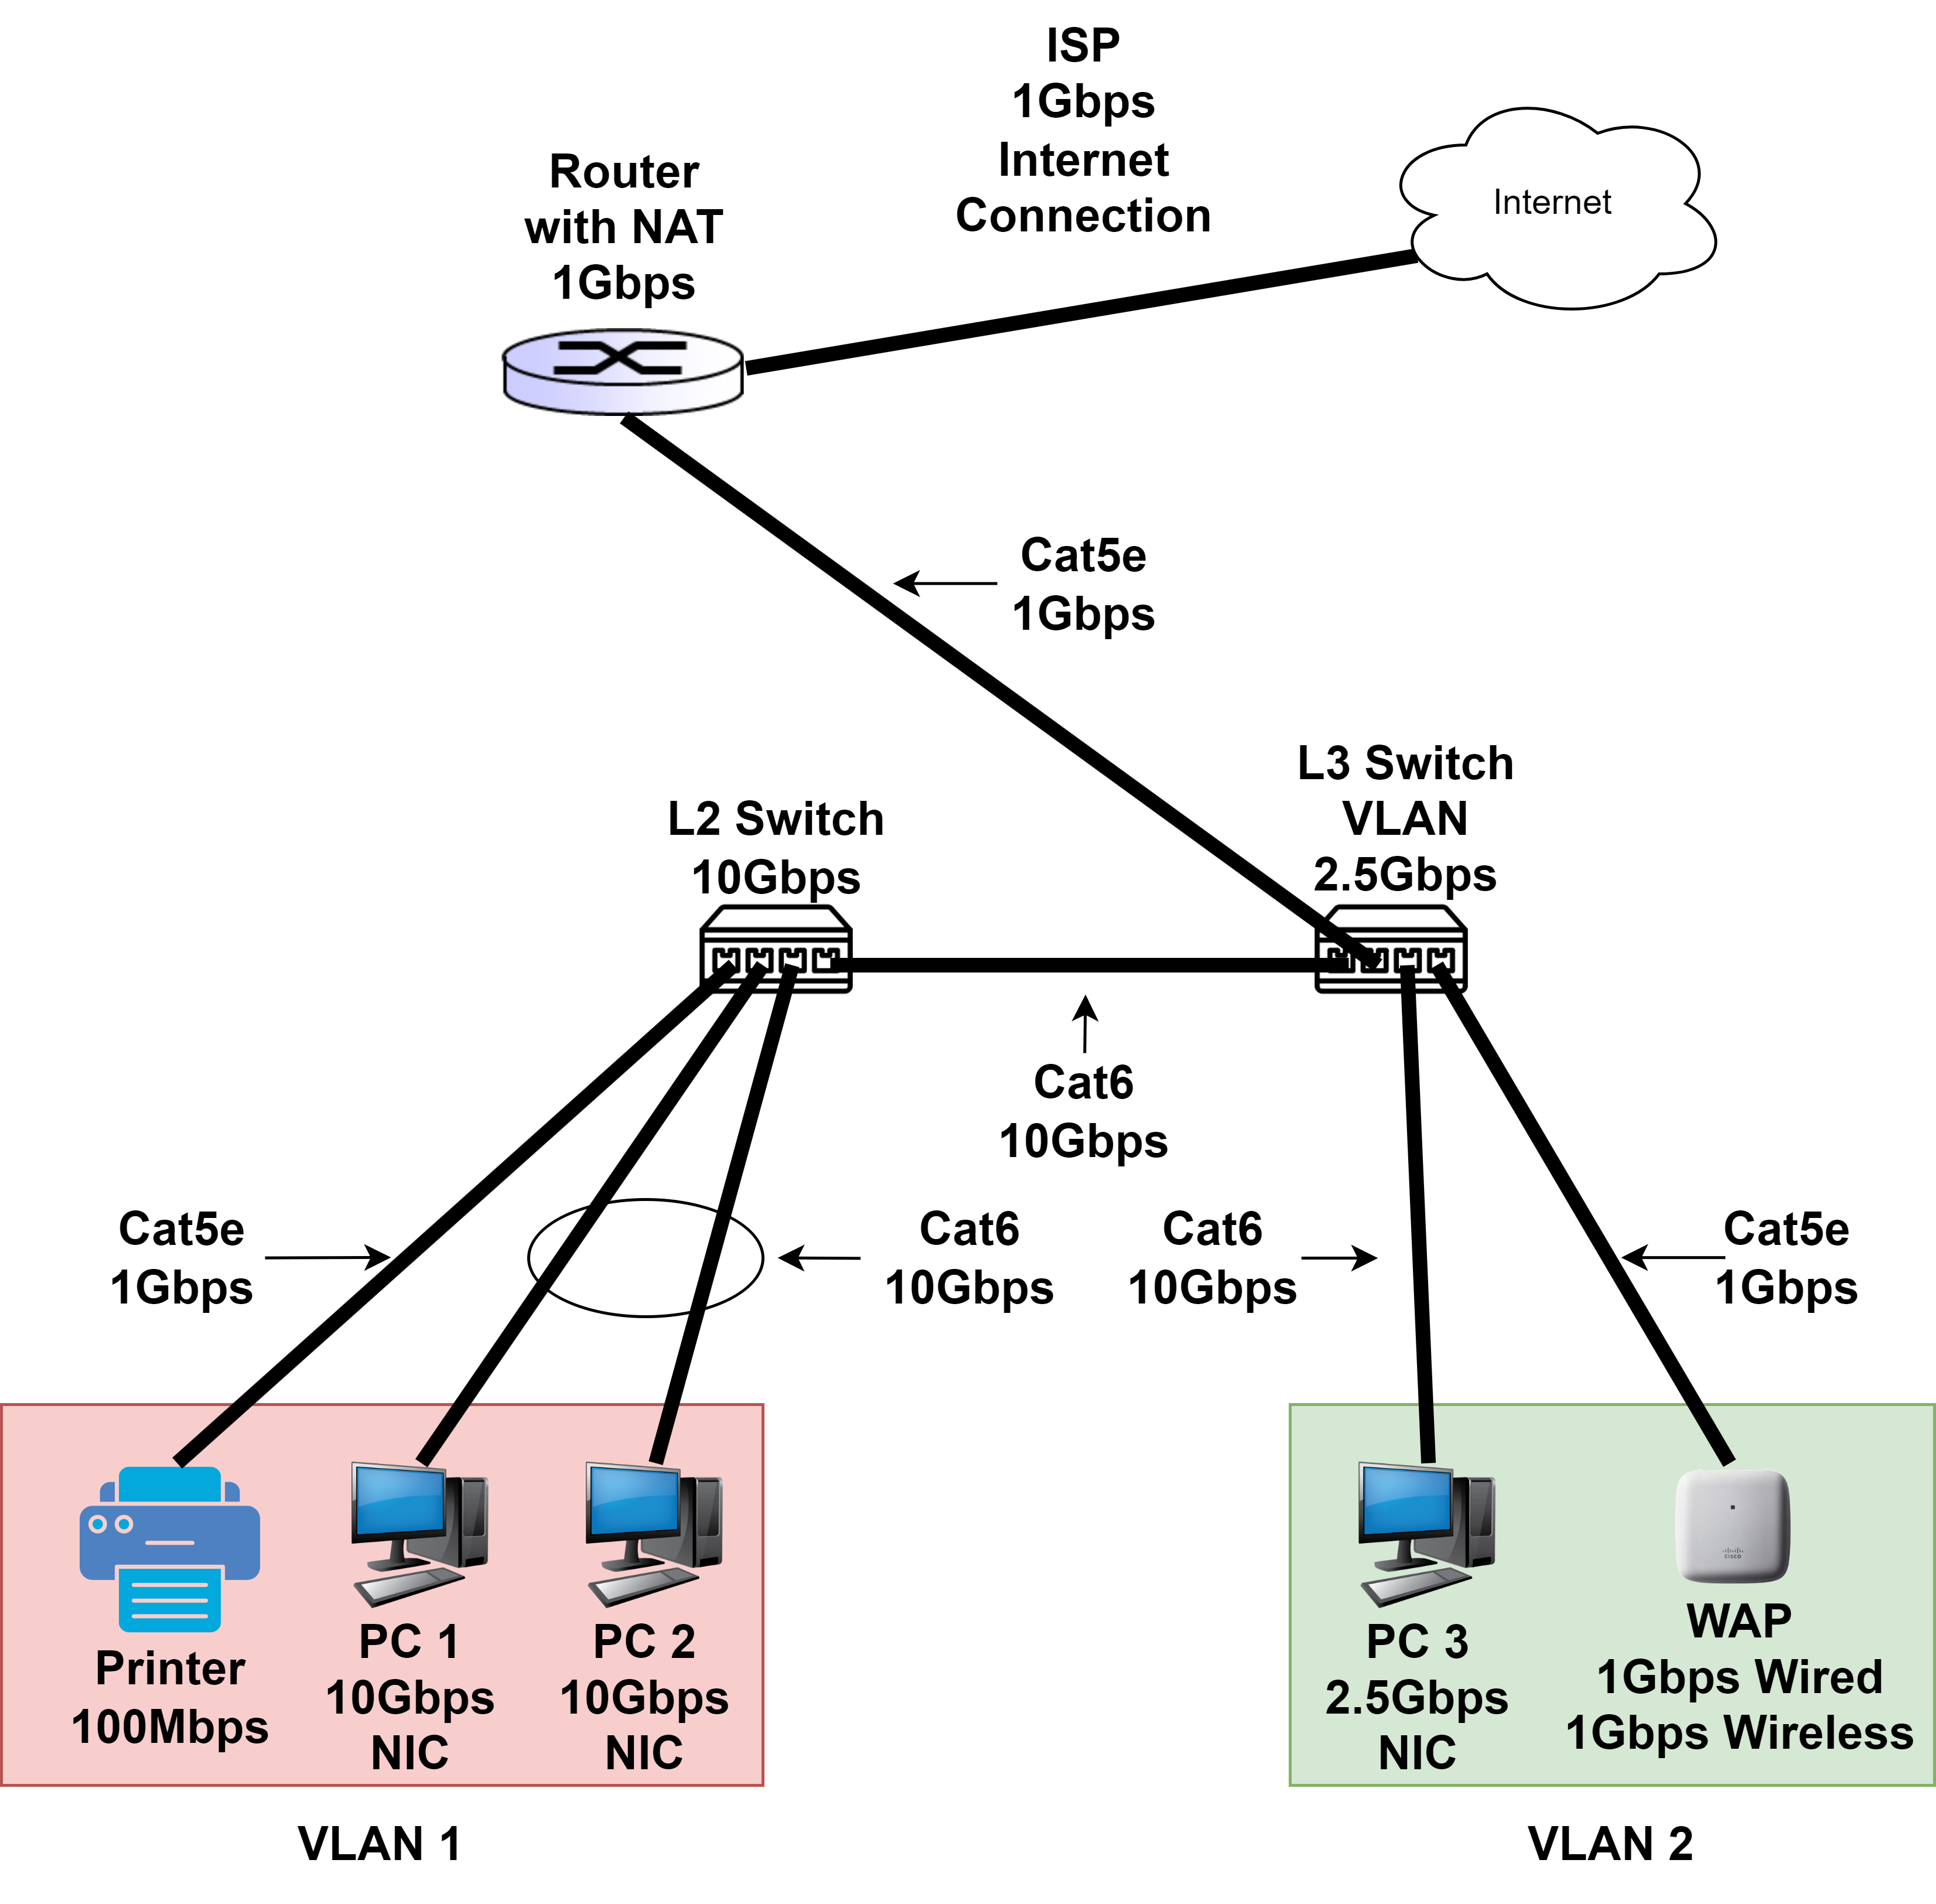 ISP
1Gbps
Internet
Connection
Internet
Router
with NAT
1Gbps
Cat5e
1Gbps
L3 Switch
VLAN
2.5Gbps
L2 Switch
10Gbps
Cat6
10Gbps
Cat5e
1Gbps
Cat6
10Gbps
Cat6
10Gbps
Cat5e
1Gbps
Printer
100Mbps
PC 1
10Gbps
NIC
PC 2
10Gbps
NIC
PC 3
2.5Gbps
NIC
CISCO
WAP
1Gbps Wired
1Gbps Wireless
VLAN 1
VLAN 2